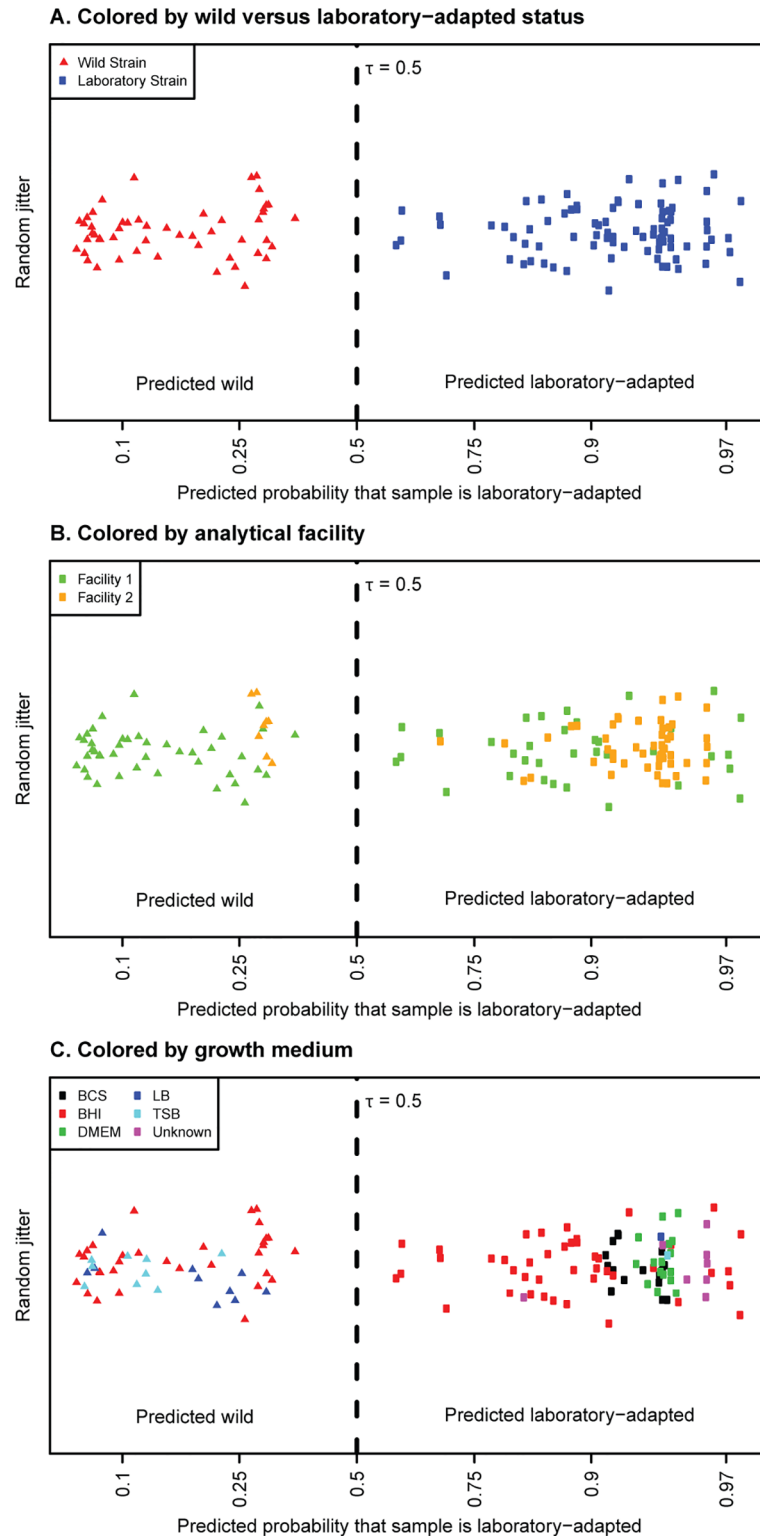 A. Colored by wild versus laboratory−adapted status
Wild Strain
Laboratory Strain
τ = 0.5
Random jitter
Predicted wild
Predicted laboratory−adapted
0.1
0.25
0.5
0.75
0.9
0.97
Predicted probability that sample is laboratory−adapted
B. Colored by analytical facility
Facility 1
Facility 2
τ = 0.5
Random jitter
Predicted wild
Predicted laboratory−adapted
0.1
0.25
0.5
0.75
0.9
0.97
Predicted probability that sample is laboratory−adapted
C. Colored by growth medium
BCS
LB
BHI
TSB
DMEM
Unknown
τ = 0.5
Random jitter
Predicted wild
Predicted laboratory−adapted
0.1
0.25
0.5
0.75
0.9
0.97
Predicted probability that sample is laboratory−adapted